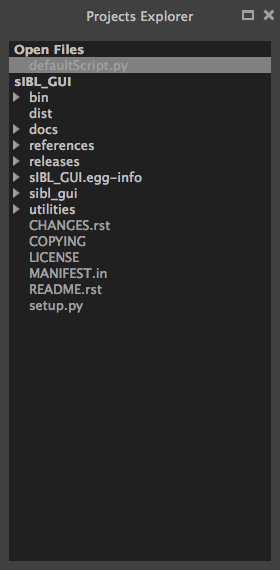 Projects Explorer
Open Files
defaultScript.py
sIBL_GUI
bin
dist
docs
references
releases
sIBL_GUI.egg-info
sibl_gui
utilities
CHANGES.rst
COPYING
LICENSE
MANIFEST.in
README.rst
setup.py